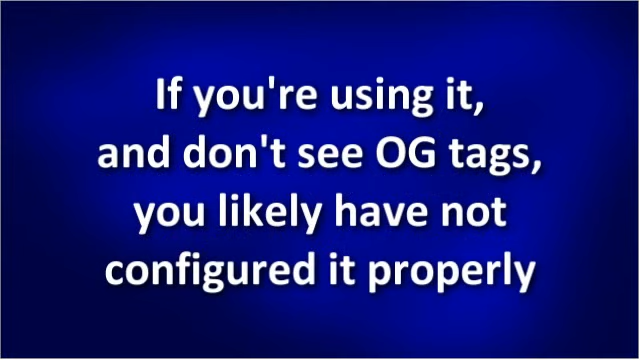 If you're using it,
and don't see OG tags,
you likely have not
configured it properly